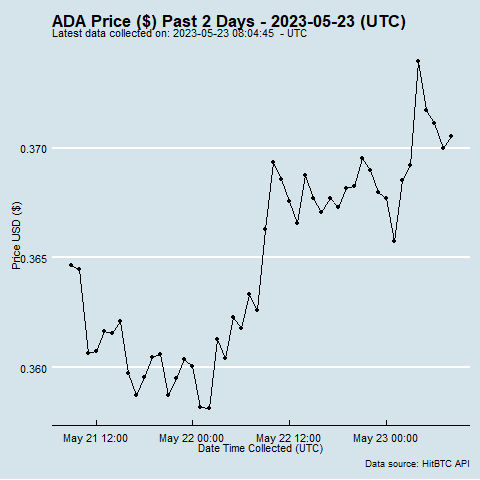 ADA Price ($) Past 2 Days - 2023-05-23 (UTC)
Latest data collected on: 2023-05-23 08:04:45 - UTC
0.370
0.365
0.360
Price USD ($)
May 21 12:00
May 22 00:00
May 22 12:00
May 23 00:00
Date Time Collected (UTC)
Data source: HitBTC API